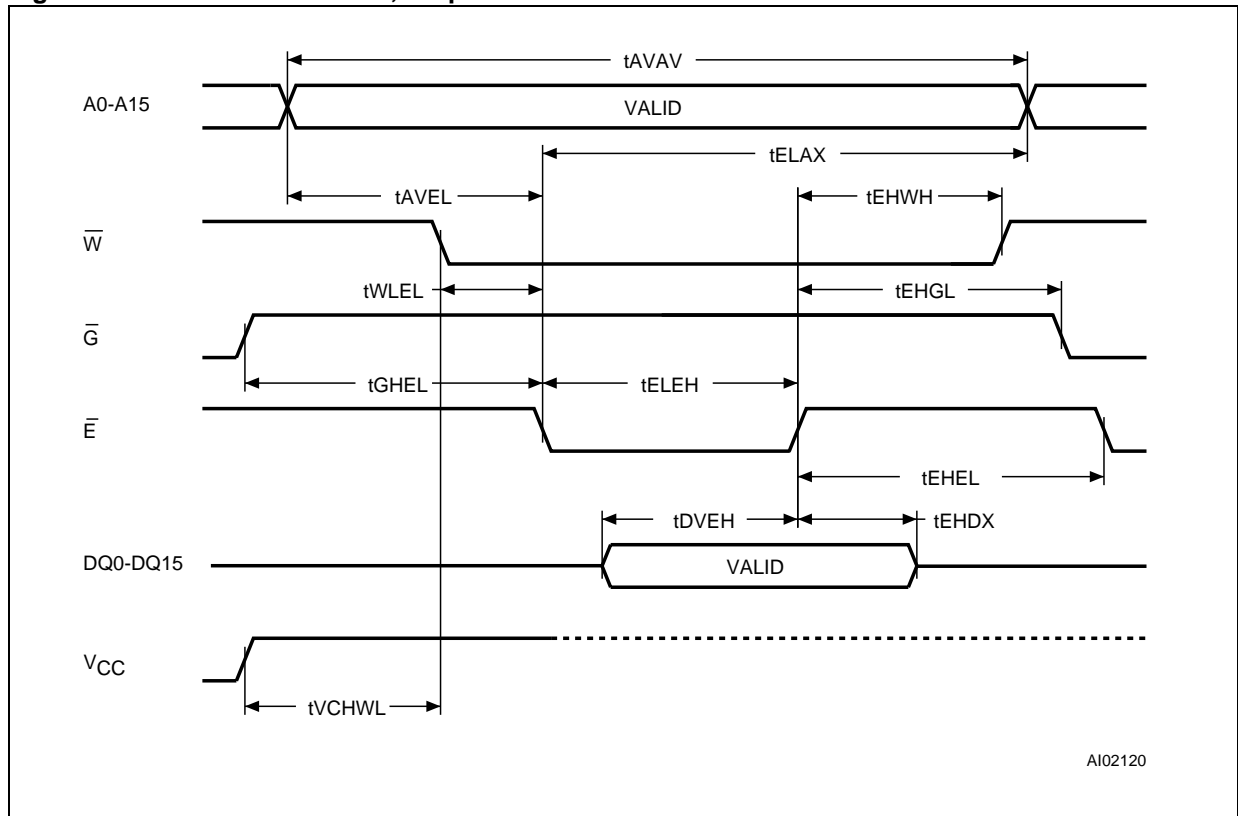 tAVAV
A0-A15
VALID
tELAX
tAVEL
tEHWH
W̅
tWLEL
tEHGL
G̅
tGHEL
tELEH
E̅
tEHEL
tDVEH
tEHDX
DQ0-DQ15
VALID
VCC
tVCHWL
AI02120